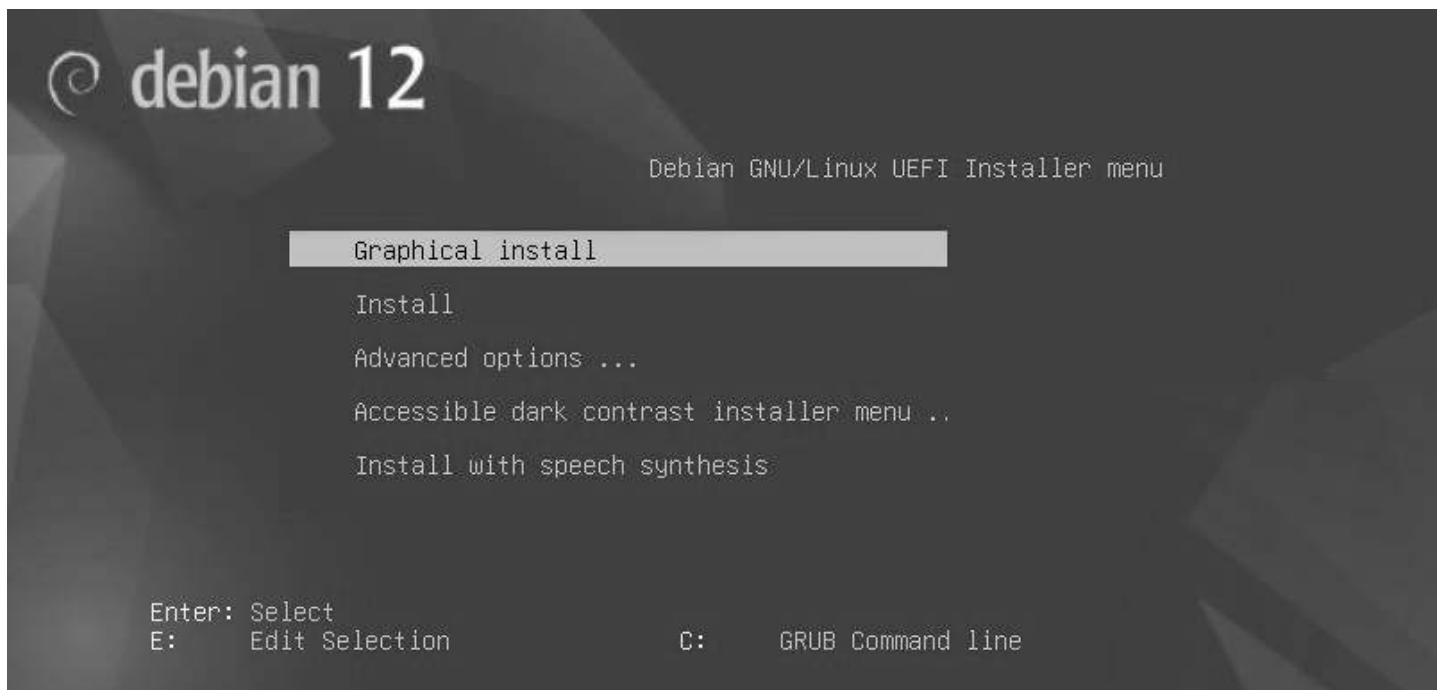 debian 12
Debian GNU/Linux UEFI Installer menu
Graphical install
Install
Advanced options ...
Accessible dark contrast installer menu ..
Install with speech synthesis
Enter: Select
E: Edit Selection C: GRUB Command line